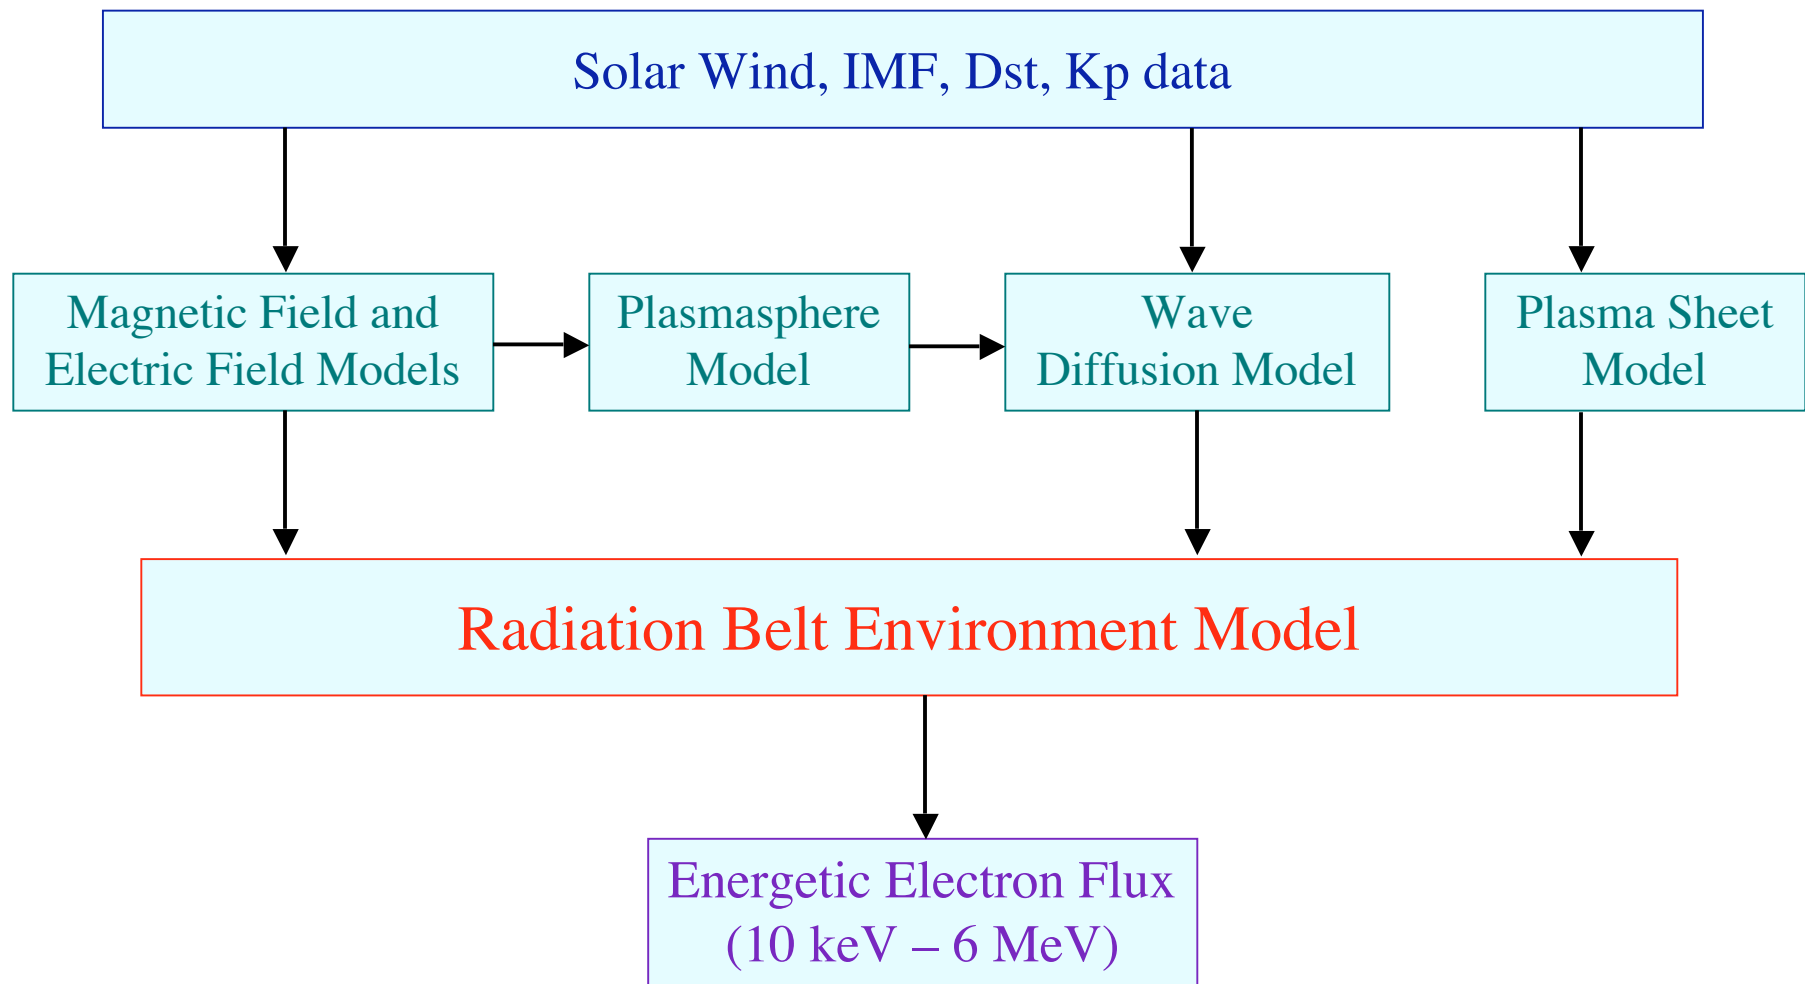 Solar Wind, IMF, Dst, Kp data
Magnetic Field and
Electric Field Models
Plasmasphere
Model
Wave
Diffusion Model
Plasma Sheet
Model
Radiation Belt Environment Model
Energetic Electron Flux
(10 keV – 6 MeV)